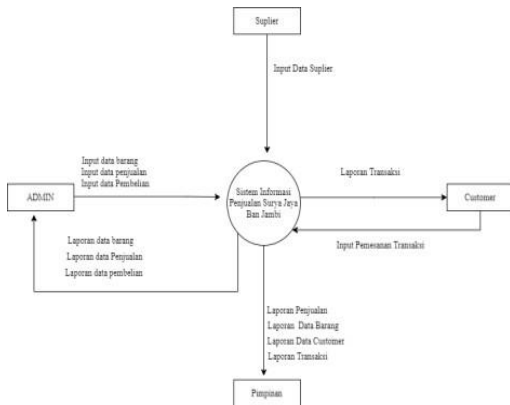 Suplier
Input Data Suplier
Input data barang
Input data penjualan
Input data Pembelian
ADMIN
Sistem Informasi
Penjualan Surya Jaya
Ban Jambi
Laporan Transaksi
Customer
Input Pemesanan Transaksi
Laporan data barang
Laporan data Penjualan
Laporan data pembelian
Laporan Penjualan
Laporan Data Barang
Laporan Data Customer
Laporan Transaksi
Pimpinan